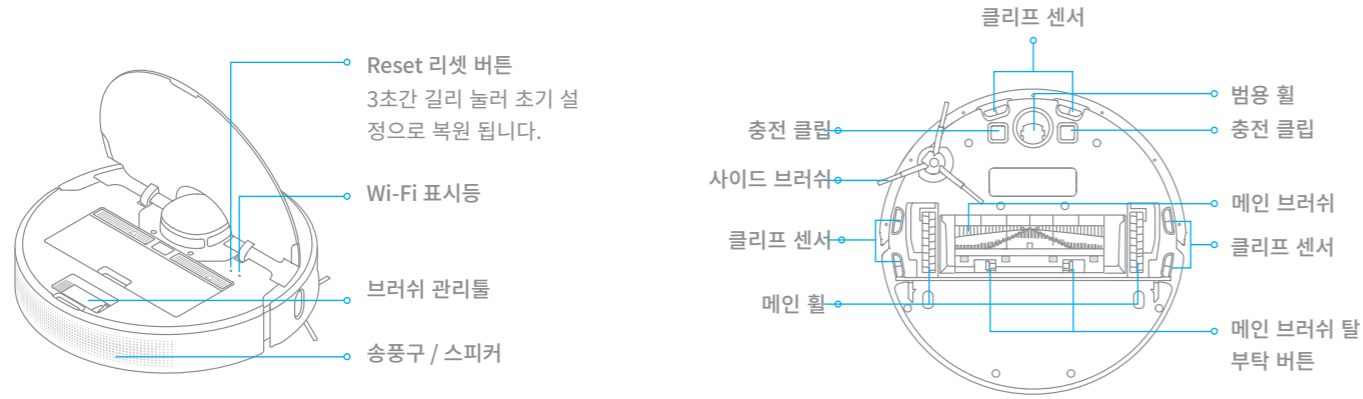 Reset 리셋 버튼
3초간 길리 눌러 초기 설
정으로 복원 됩니다.
Wi-Fi 표시등
브러쉬 관리툴
송풍구 / 스피커
클리프 센서
범용 휠
충전 클립
충전 클립
사이드 브러쉬
메인 브러쉬
클리프 센서
클리프 센서
메인 휠
메인 브러쉬 탈
부탁 버튼